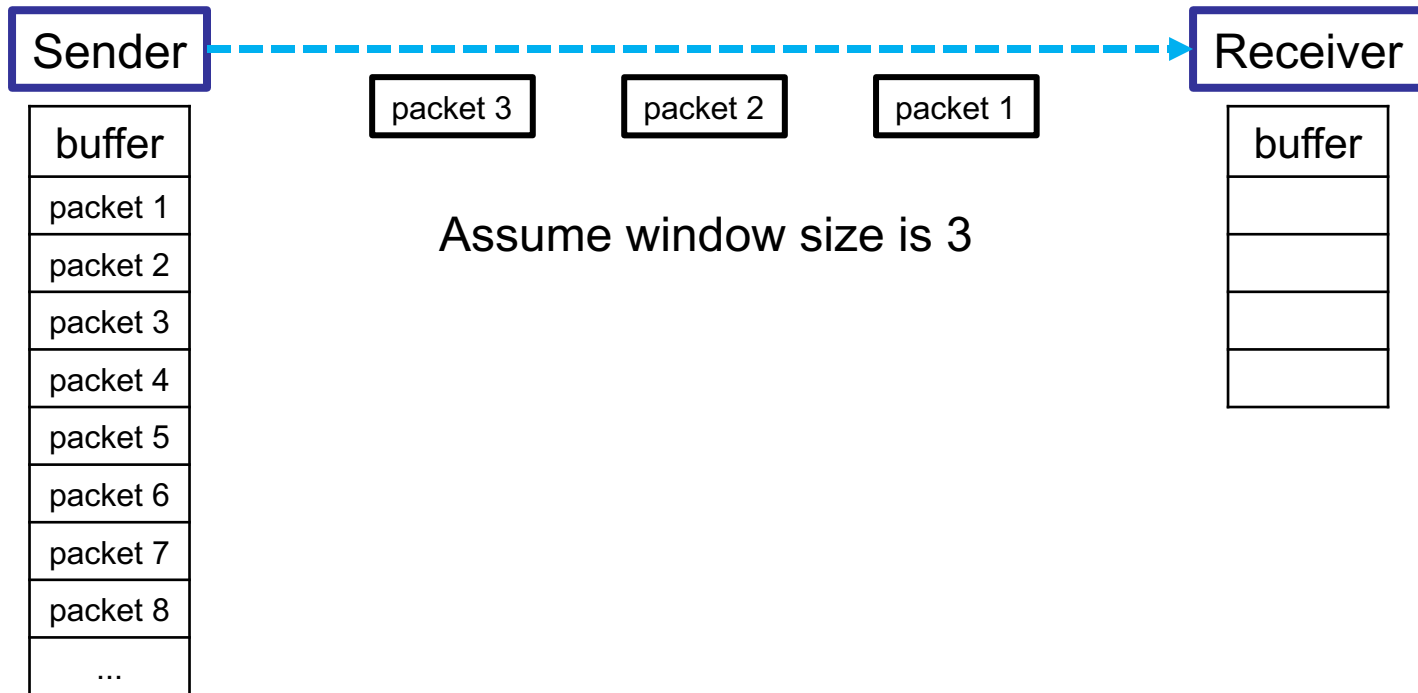 Sender
Receiver
packet 3
packet 2
packet 1
buffer
packet 1
packet 2
packet 3
packet 4
packet 5
packet 6
packet 7
packet 8
...
Assume window size is 3
buffer